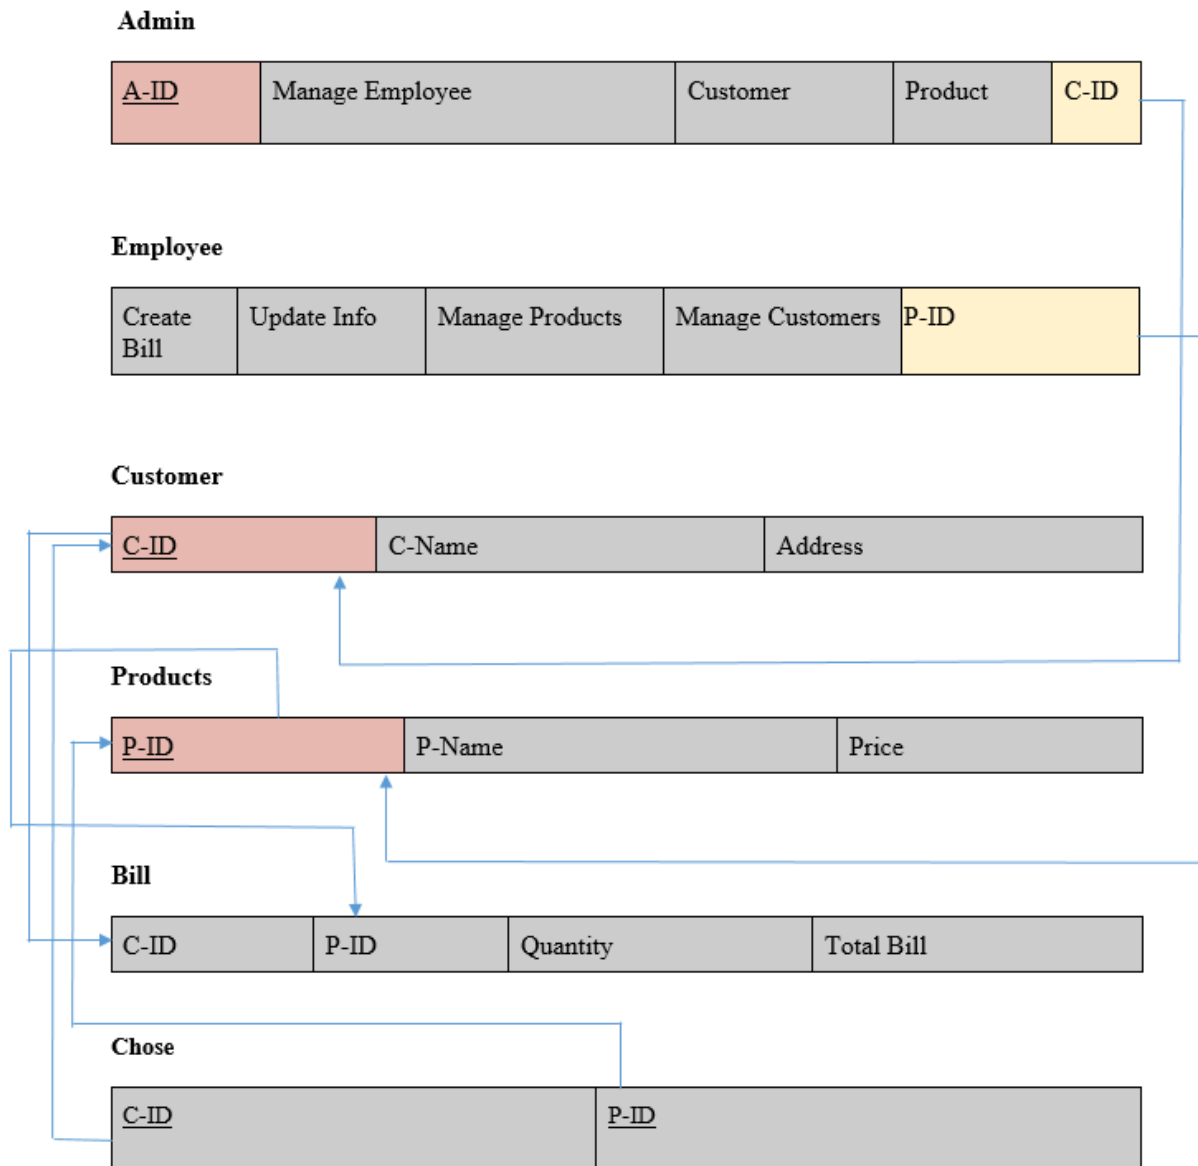 Admin
A-ID Manage Employee Customer Product C-ID
Employee
Create Bill Update Info Manage Products Manage Customers P-ID
Customer
C-ID C-Name Address
Products
P-ID P-Name Price
Bill
C-ID P-ID Quantity Total Bill
Chose
C-ID P-ID